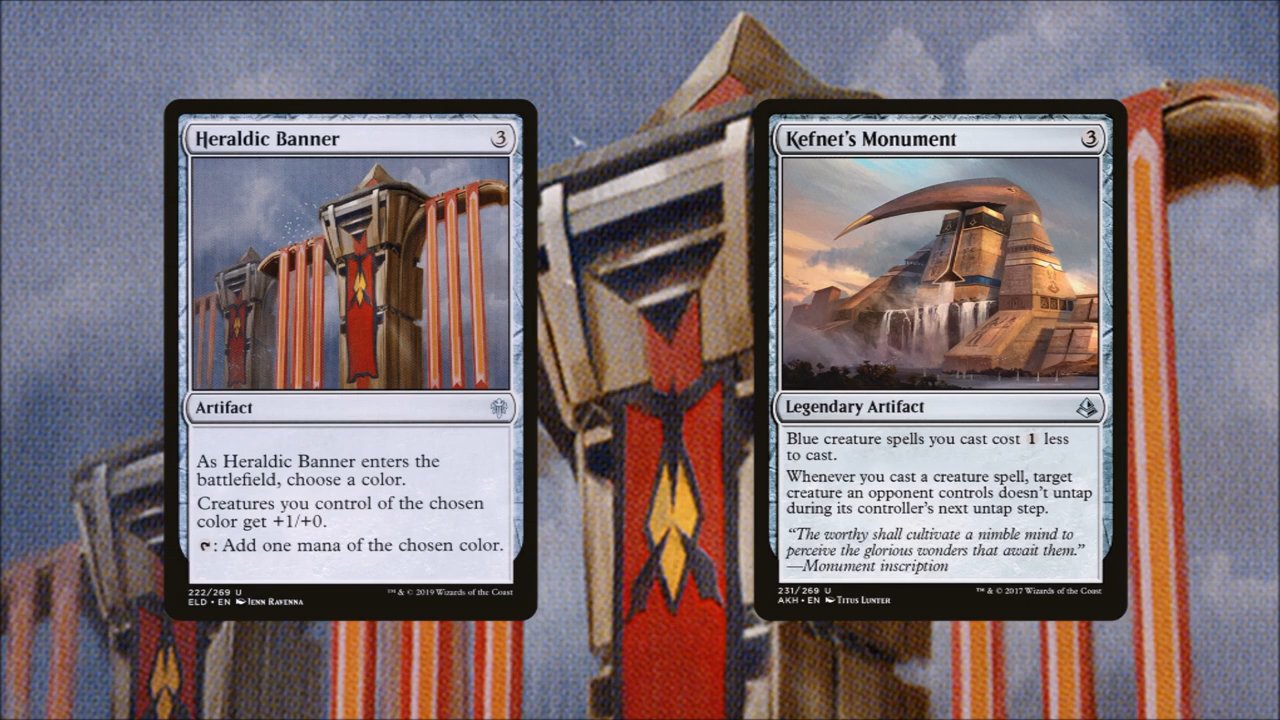 Heraldic Banner 3
Artifact
As Heraldic Banner enters the
battlefield, choose a color.
Creatures you control of the chosen
color get +1/+0.
: Add one mana of the chosen color.
222/269 U
ELD • EN Jenn Ravenna
™ & © 2019 Wizards of the Coast
Kefnet's Monument 3
Legendary Artifact
Blue creature spells you cast cost 1 less
to cast.
Whenever you cast a creature spell, target
creature an opponent controls doesn't untap
during its controller's next untap step.
"The worthy shall cultivate a nimble mind to
perceive the glorious wonders that await them."
—Monument inscription
231/269 U
AKH • EN Titus Lunter
™ & © 2017 Wizards of the Coast